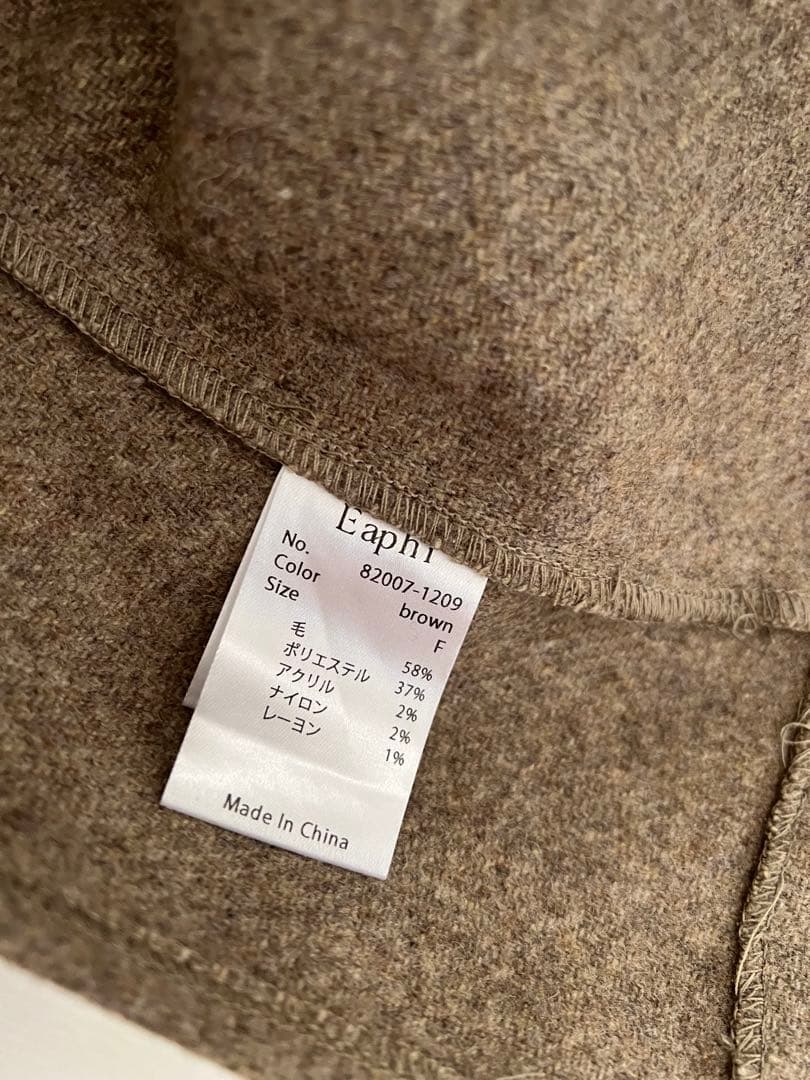 Eaphi
No. 82007-1209
Color brown
Size F
毛 58%
ポリエステル 37%
アクリル 2%
ナイロン 2%
レーヨン 1%
Made In China